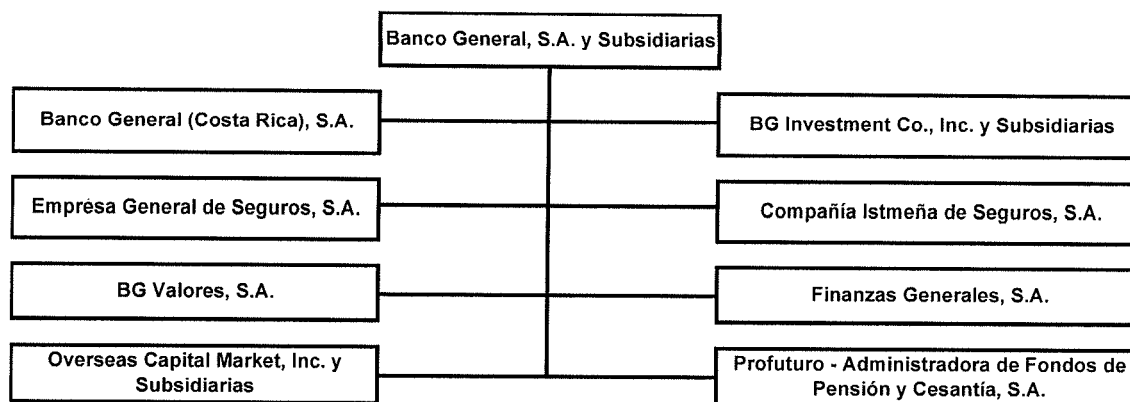 Banco General, S.A. y Subsidiarias
Banco General (Costa Rica), S.A.
BG Investment Co., Inc. y Subsidiarias
Empresa General de Seguros, S.A.
Compañía Istmeña de Seguros, S.A.
BG Valores, S.A.
Finanzas Generales, S.A.
Overseas Capital Market, Inc. y
Subsidiarias
Profuturo - Administradora de Fondos de
Pensión y Cesantía, S.A.